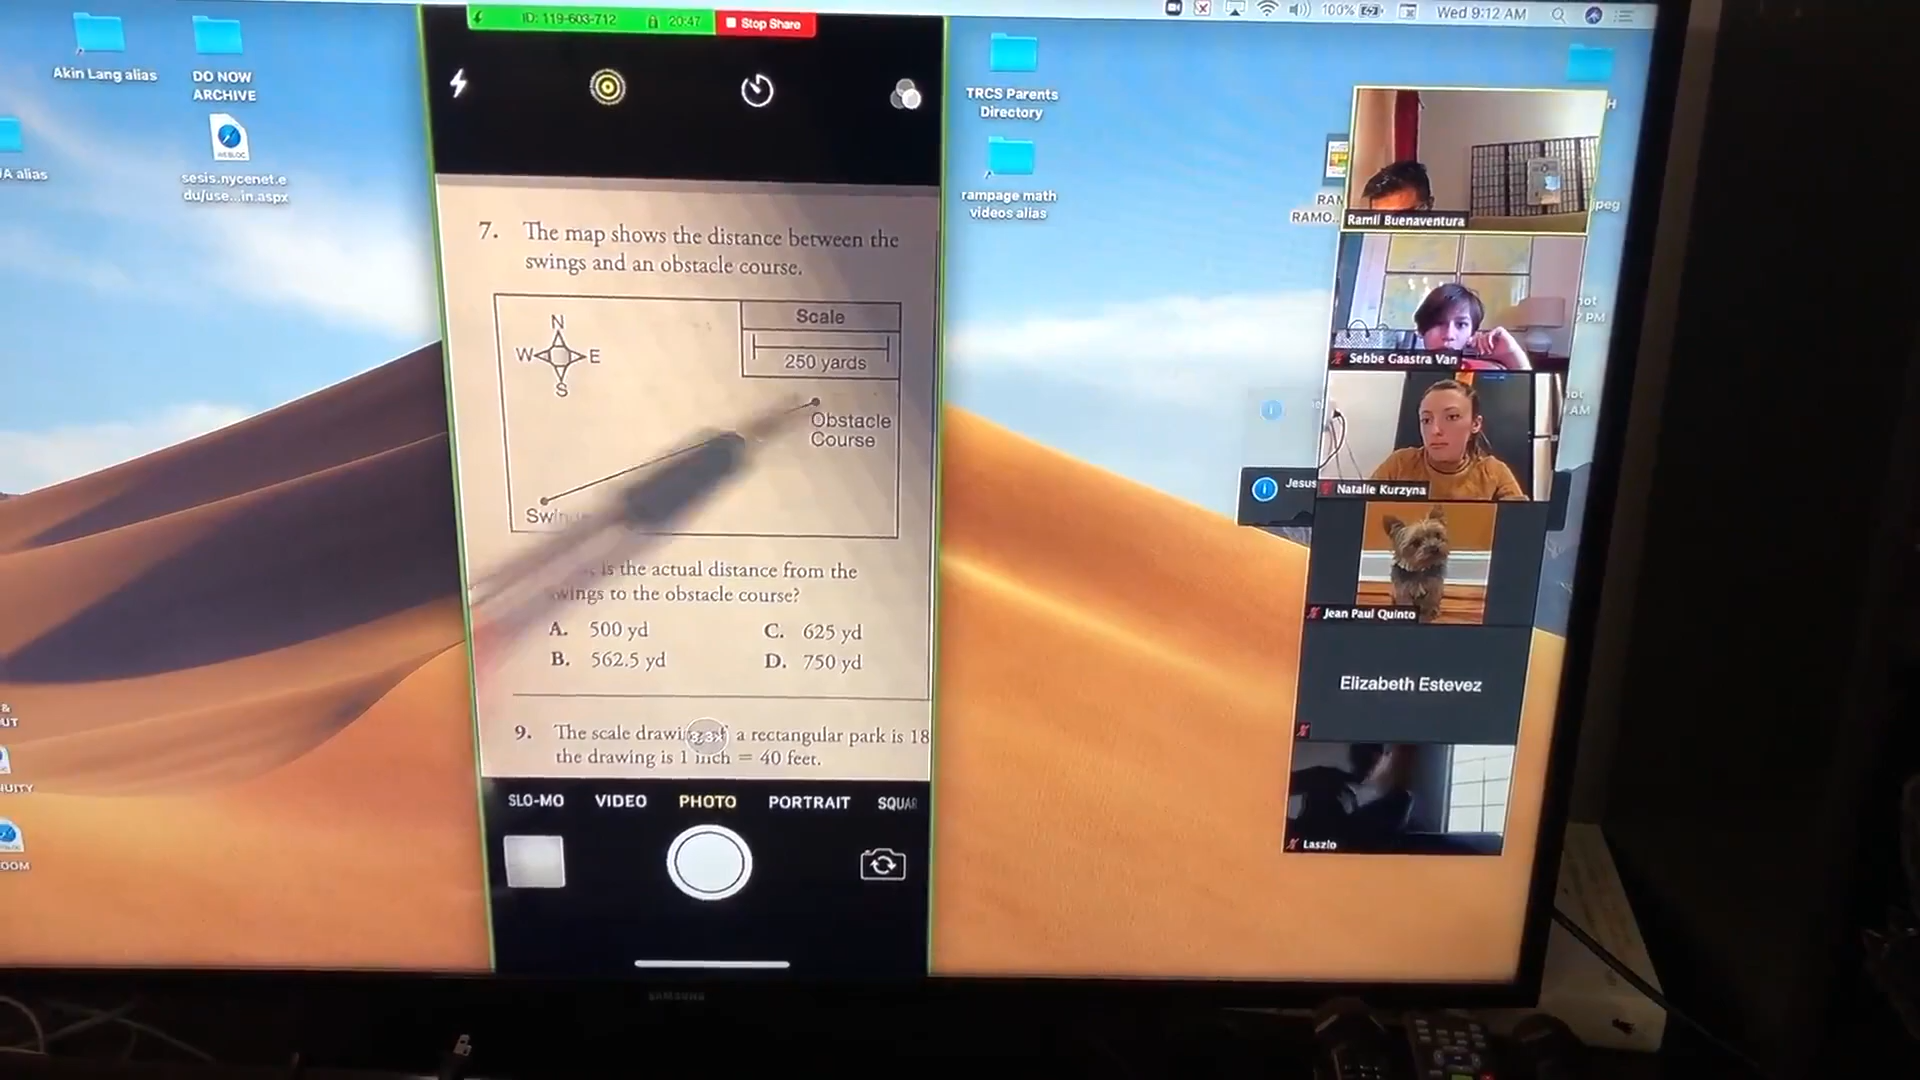 ID: 119-603-712
20:47
Stop Share
100%
Wed 9:12 AM
Akin Lang alias
DO NOW
ARCHIVE
A alias
WEBLOC
sesis.nycenet.e
du/use...in.aspx
TRCS Parents
Directory
rampage math
videos alias
RAMO...
Ramil Buenaventura
Sebbe Gaastra Van
Natalie Kurzyna
Jesus
Jean Paul Quinto
Elizabeth Estevez
Laszlo
7. The map shows the distance between the
swings and an obstacle course.
N
W E
S
Scale
250 yards
Obstacle
Course
is the actual distance from the
to the obstacle course?
A. 500 yd C. 625 yd
B. 562.5 yd D. 750 yd
9. The scale a rectangular park is 18
the drawing is 1 inch = 40 feet.
SLO-MO VIDEO PHOTO PORTRAIT SQUAR
SAMSUNG